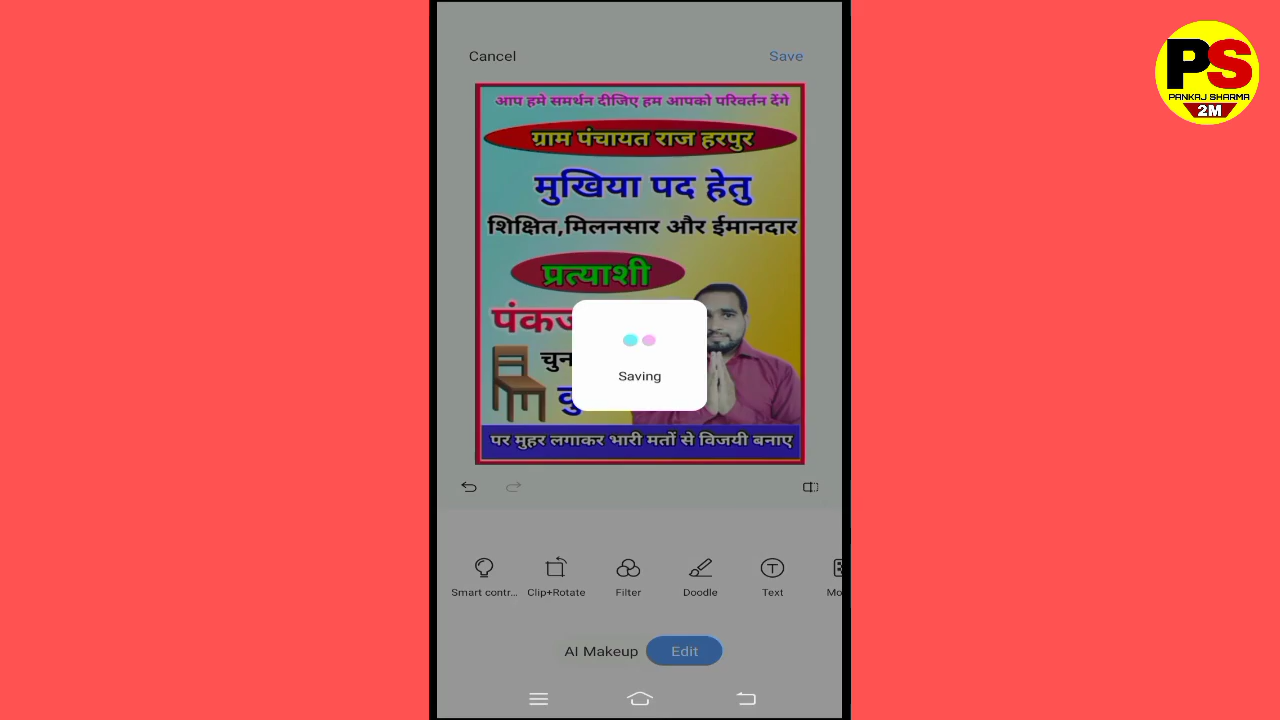 Cancel
Save
आप हमे समर्थन दीजिए हम आपको परिवर्तन देंगे
ग्राम पंचायत राज हरपुर
मुखिया पद हेतु
शिक्षित,मिलनसार और ईमानदार
प्रत्याशी
Saving
पर मुहर लगाकर भारी मतों से विजयी बनाए
Smart contr...
Clip+Rotate
Filter
Doodle
Text
AI Makeup
Edit
PS
PANKAJ SHARMA
2M